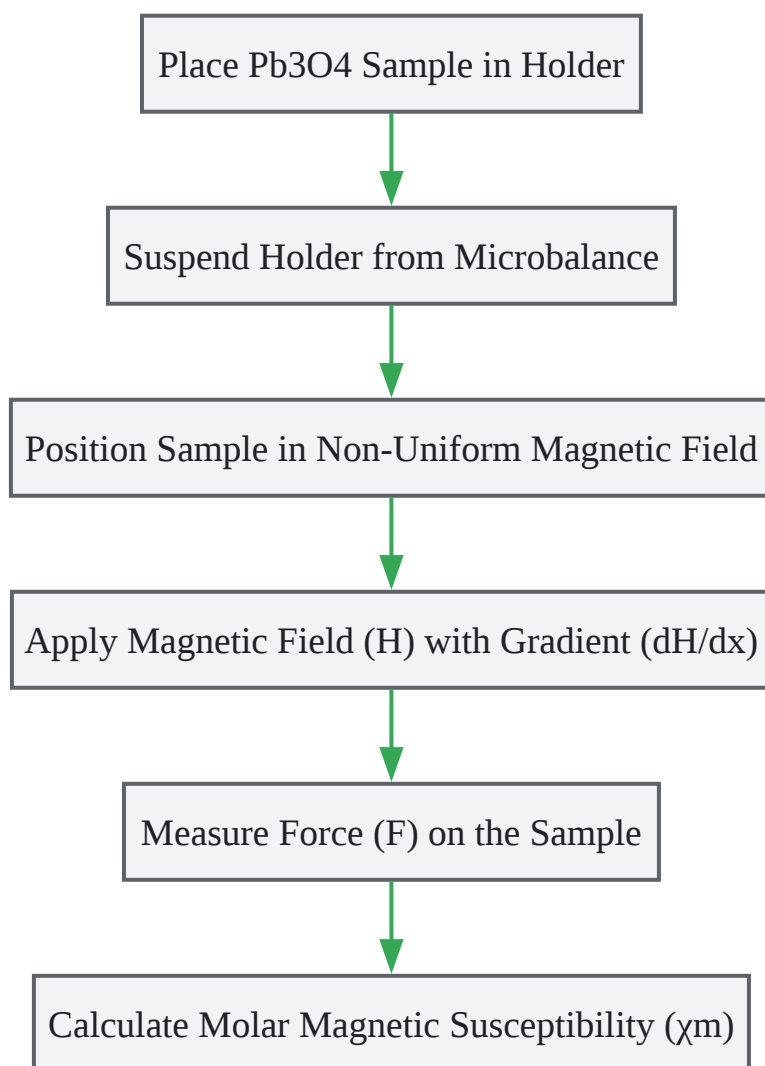 Place Pb3O4 Sample in Holder
Suspend Holder from Microbalance
Position Sample in Non-Uniform Magnetic Field
Apply Magnetic Field (H) with Gradient (dH/dx)
Measure Force (F) on the Sample
Calculate Molar Magnetic Susceptibility (χm)